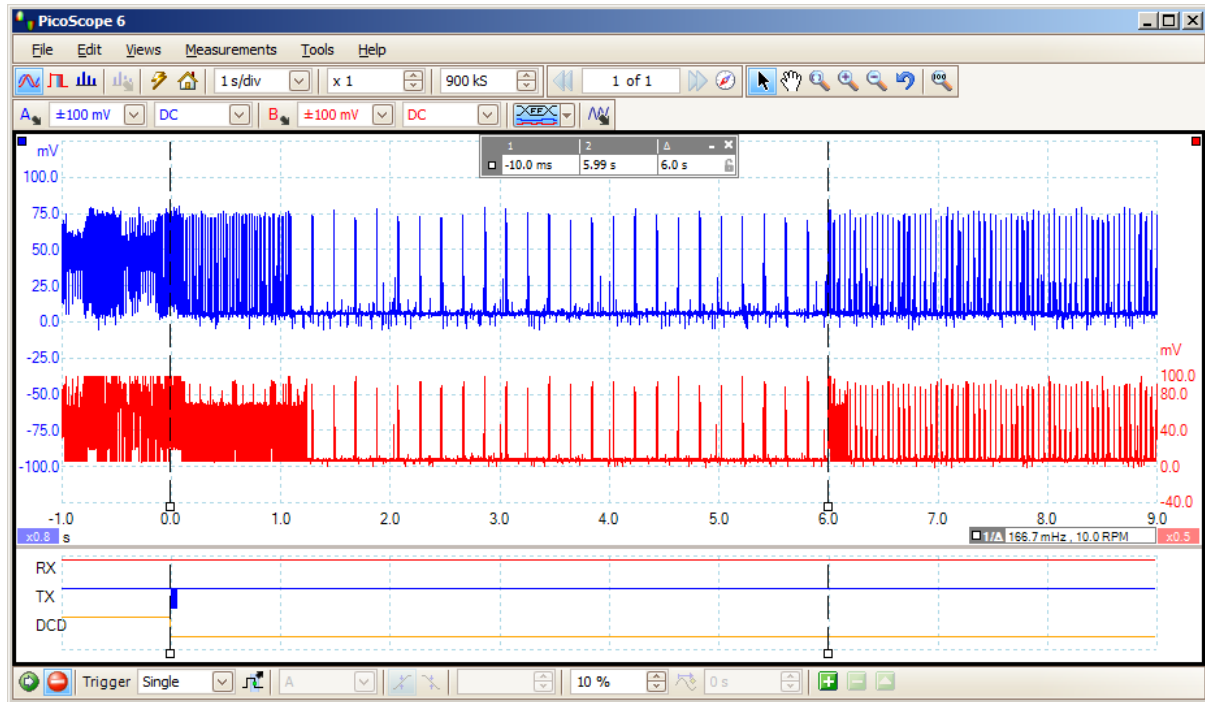 PicoScope 6
File Edit Views Measurements Tools Help
1 s/div x 1 900 kS 1 of 1 100
A ±100 mV DC B ±100 mV DC FF
1 2 Δ
-10.0 ms 5.99 s 6.0 s
mV
100.0
75.0
50.0
25.0
0.0
-25.0
-50.0
-75.0
-100.0
mV
100.0
80.0
40.0
0.0
-40.0
-1.0 0.0 1.0 2.0 3.0 4.0 5.0 6.0 7.0 8.0 9.0
x0.8 s 1/Δ 166.7 mHz , 10.0 RPM x0.5
RX
TX
DCD
Trigger Single A 10 % 0 s